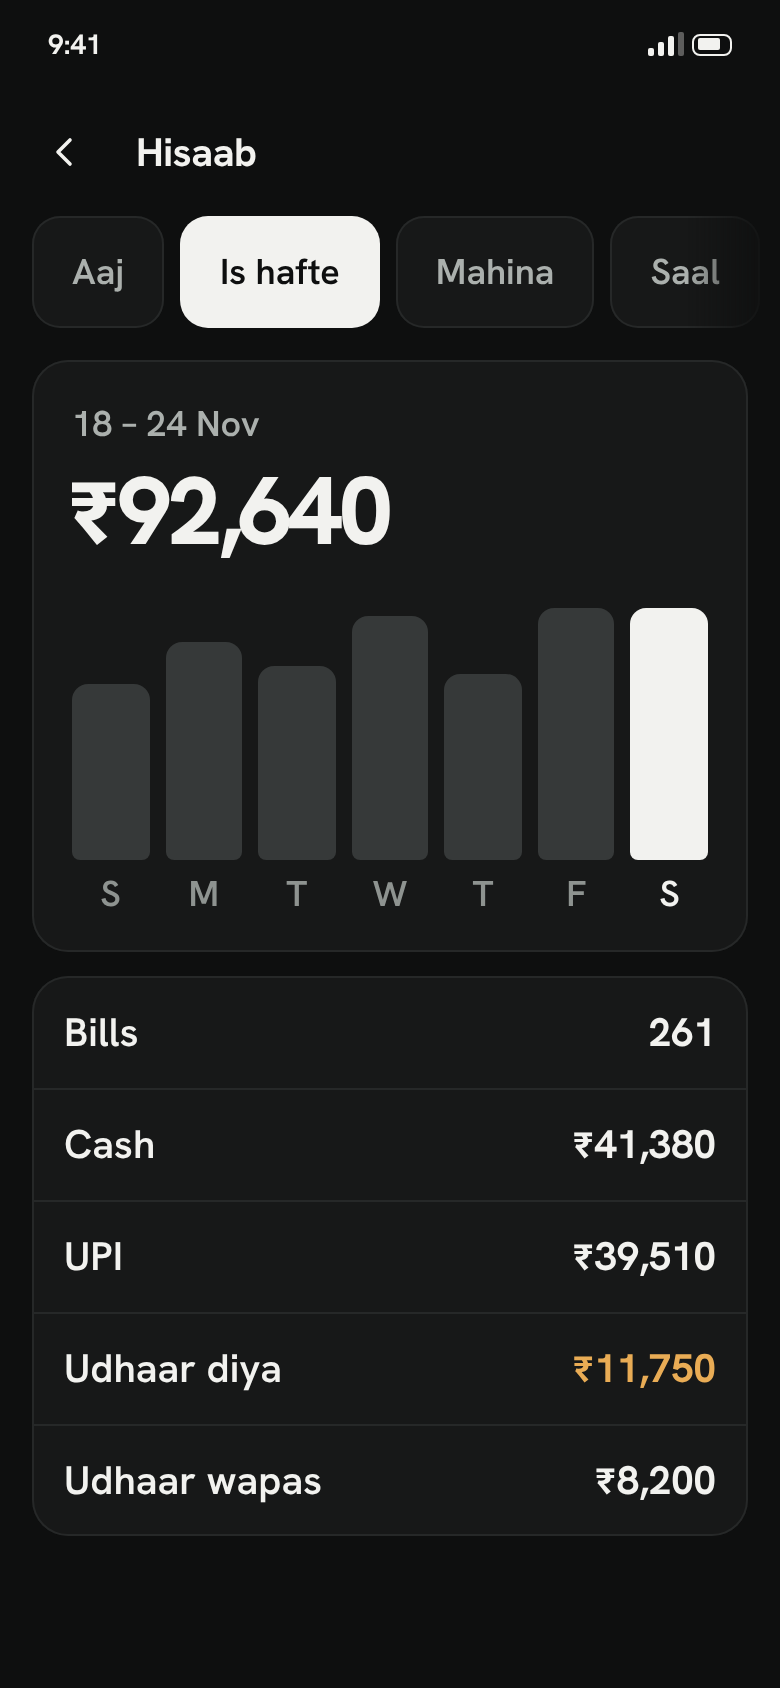 9:41
Hisaab
Aaj Is hafte Mahina Saal
18 – 24 Nov
₹92,640
S M T W T F S
Bills 261
Cash ₹41,380
UPI ₹39,510
Udhaar diya ₹11,750
Udhaar wapas ₹8,200